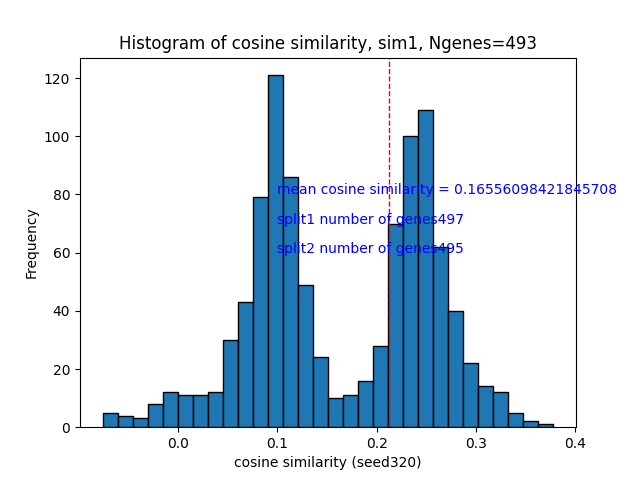 Histogram of cosine similarity, sim1, Ngenes=493
120
100
80
60
40
20
0
Frequency
mean cosine similarity = 0.16556098421845708
split1 number of genes497
split2 number of genes495
0.0 0.1 0.2 0.3 0.4
cosine similarity (seed320)